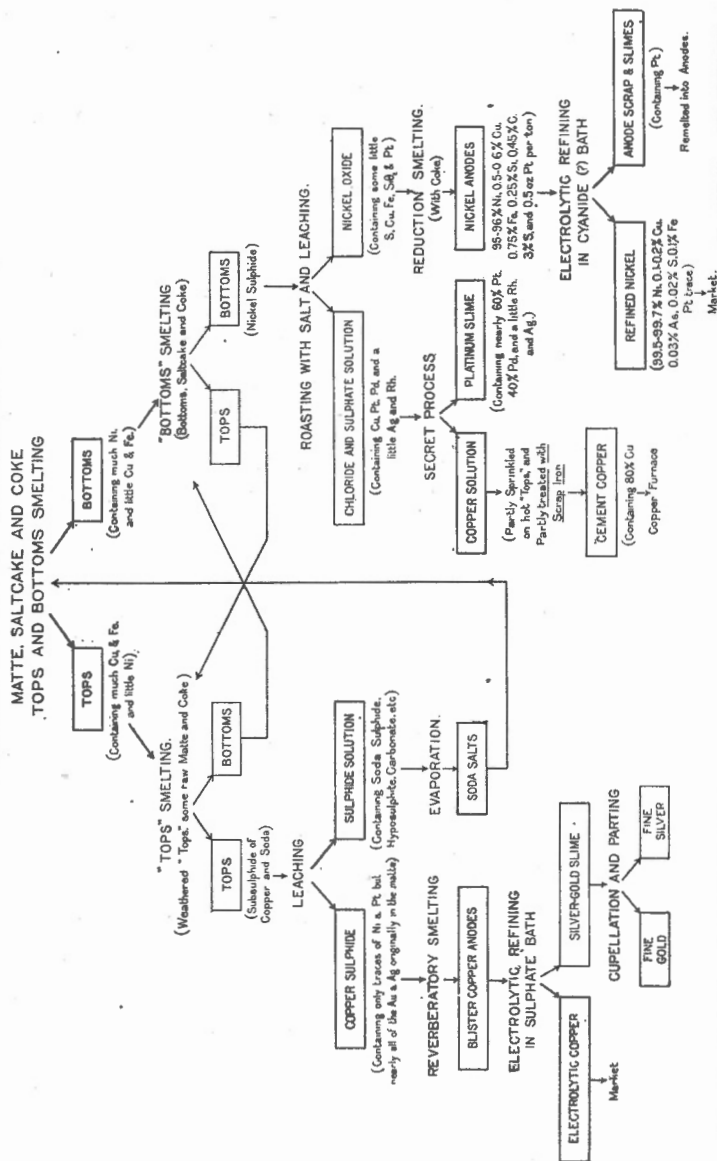 MATTE, SALTCAKE AND COKE
TOPS AND BOTTOMS SMELTING
TOPS
(Containing much Cu, & Fe.
and little Ni)
BOTTOMS
(Containing much Ni,
and little Cu & Fe.)
"TOPS" SMELTING.
(Weathered "Tops," some raw Matte and Coke)
"BOTTOMS" SMELTING
(Bottoms, Saltcake and Coke)
TOPS
(Subsulphide of
Copper and Soda)
BOTTOMS
TOPS
BOTTOMS
(Nickel Sulphide)
LEACHING
ROASTING WITH SALT AND LEACHING.
COPPER SULPHIDE
(Containing only traces of Ni & Pt but
nearly all of the Au & Ag originally in the matte)
SULPHIDE SOLUTION
(Containing Soda Sulphide,
Hyposulphite, Carbonate, etc)
CHLORIDE AND SULPHATE SOLUTION
(Containing Cu, Pt, Pd, and a
little Ag and Rh.
NICKEL OXIDE
(Containing some little
S, Cu, Fe, SiO2 & Pt)
REVERBERATORY SMELTING
EVAPORATION.
SECRET PROCESS
REDUCTION SMELTING.
(With Coke)
BLISTER COPPER ANODES
SODA SALTS
COPPER SOLUTION
(Partly Sprinkled
on hot "Tops," and
Partly treated with
Scrap Iron
PLATINUM SLIME
(Containing nearly 60% Pt.
40% Pd, and a little Rh.
and Ag.)
NICKEL ANODES
95-96% Ni, 0.5-0 6% Cu.
0.75% Fe, 0.25% Si, 0.45% C.
3% S, and 0.5 oz Pt, per ton)
ELECTROLYTIC REFINING
IN SULPHATE BATH
CEMENT COPPER
(Containing 80% Cu
Copper Furnace
ELECTROLYTIC REFINING
IN CYANIDE (?) BATH
ELECTROLYTIC COPPER
Market
SILVER-GOLD SLIME
REFINED NICKEL
(99.5-99.7% Ni, 0.1-0.2% Cu.
0.03% As, 0.02% S. 0.1% Fe
Pt trace)
Market.
ANODE SCRAP & SLIMES
(Containing Pt)
Remelted into Anodes.
CUPELLATION AND PARTING
FINE
GOLD
FINE
SILVER